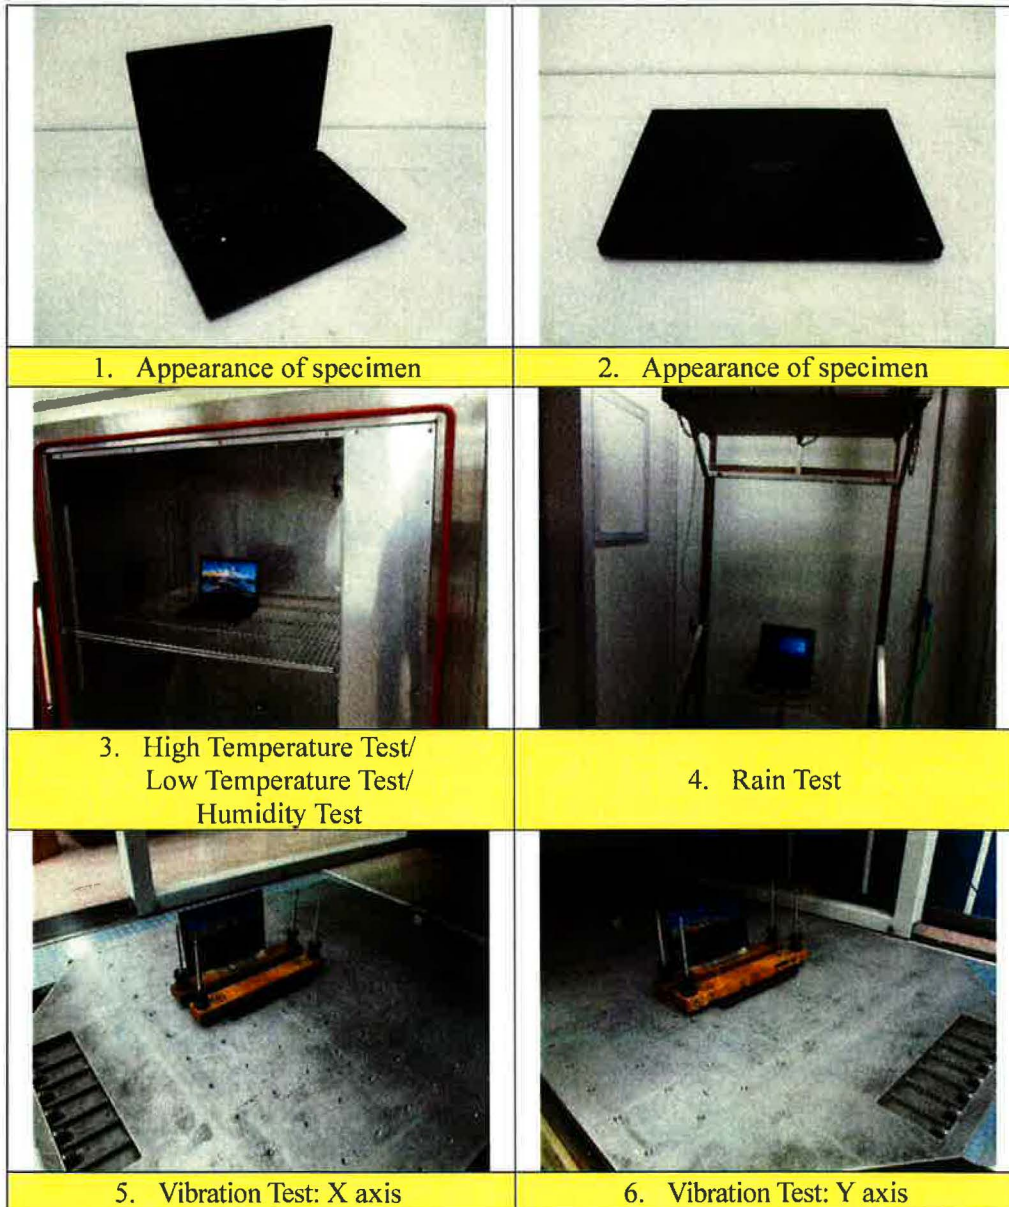 1. Appearance of specimen
2. Appearance of specimen
3. High Temperature Test/
Low Temperature Test/
Humidity Test
4. Rain Test
5. Vibration Test: X axis
6. Vibration Test: Y axis